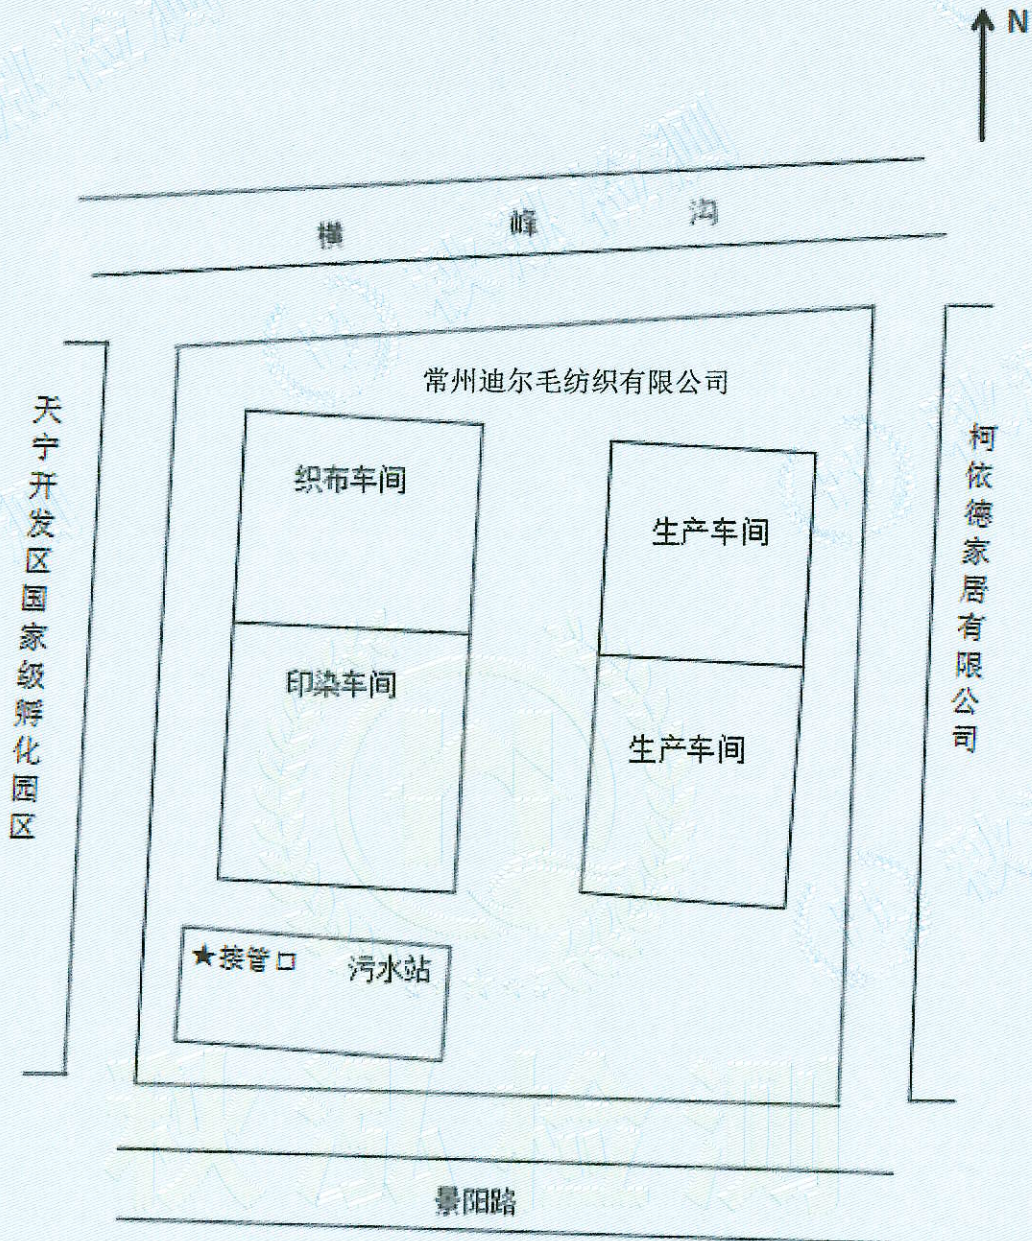 N
横峰沟
常州迪尔毛纺织有限公司
天宁开发区国家级孵化园区
织布车间
生产车间
柯依德家居有限公司
印染车间
生产车间
★接管口 污水站
景阳路